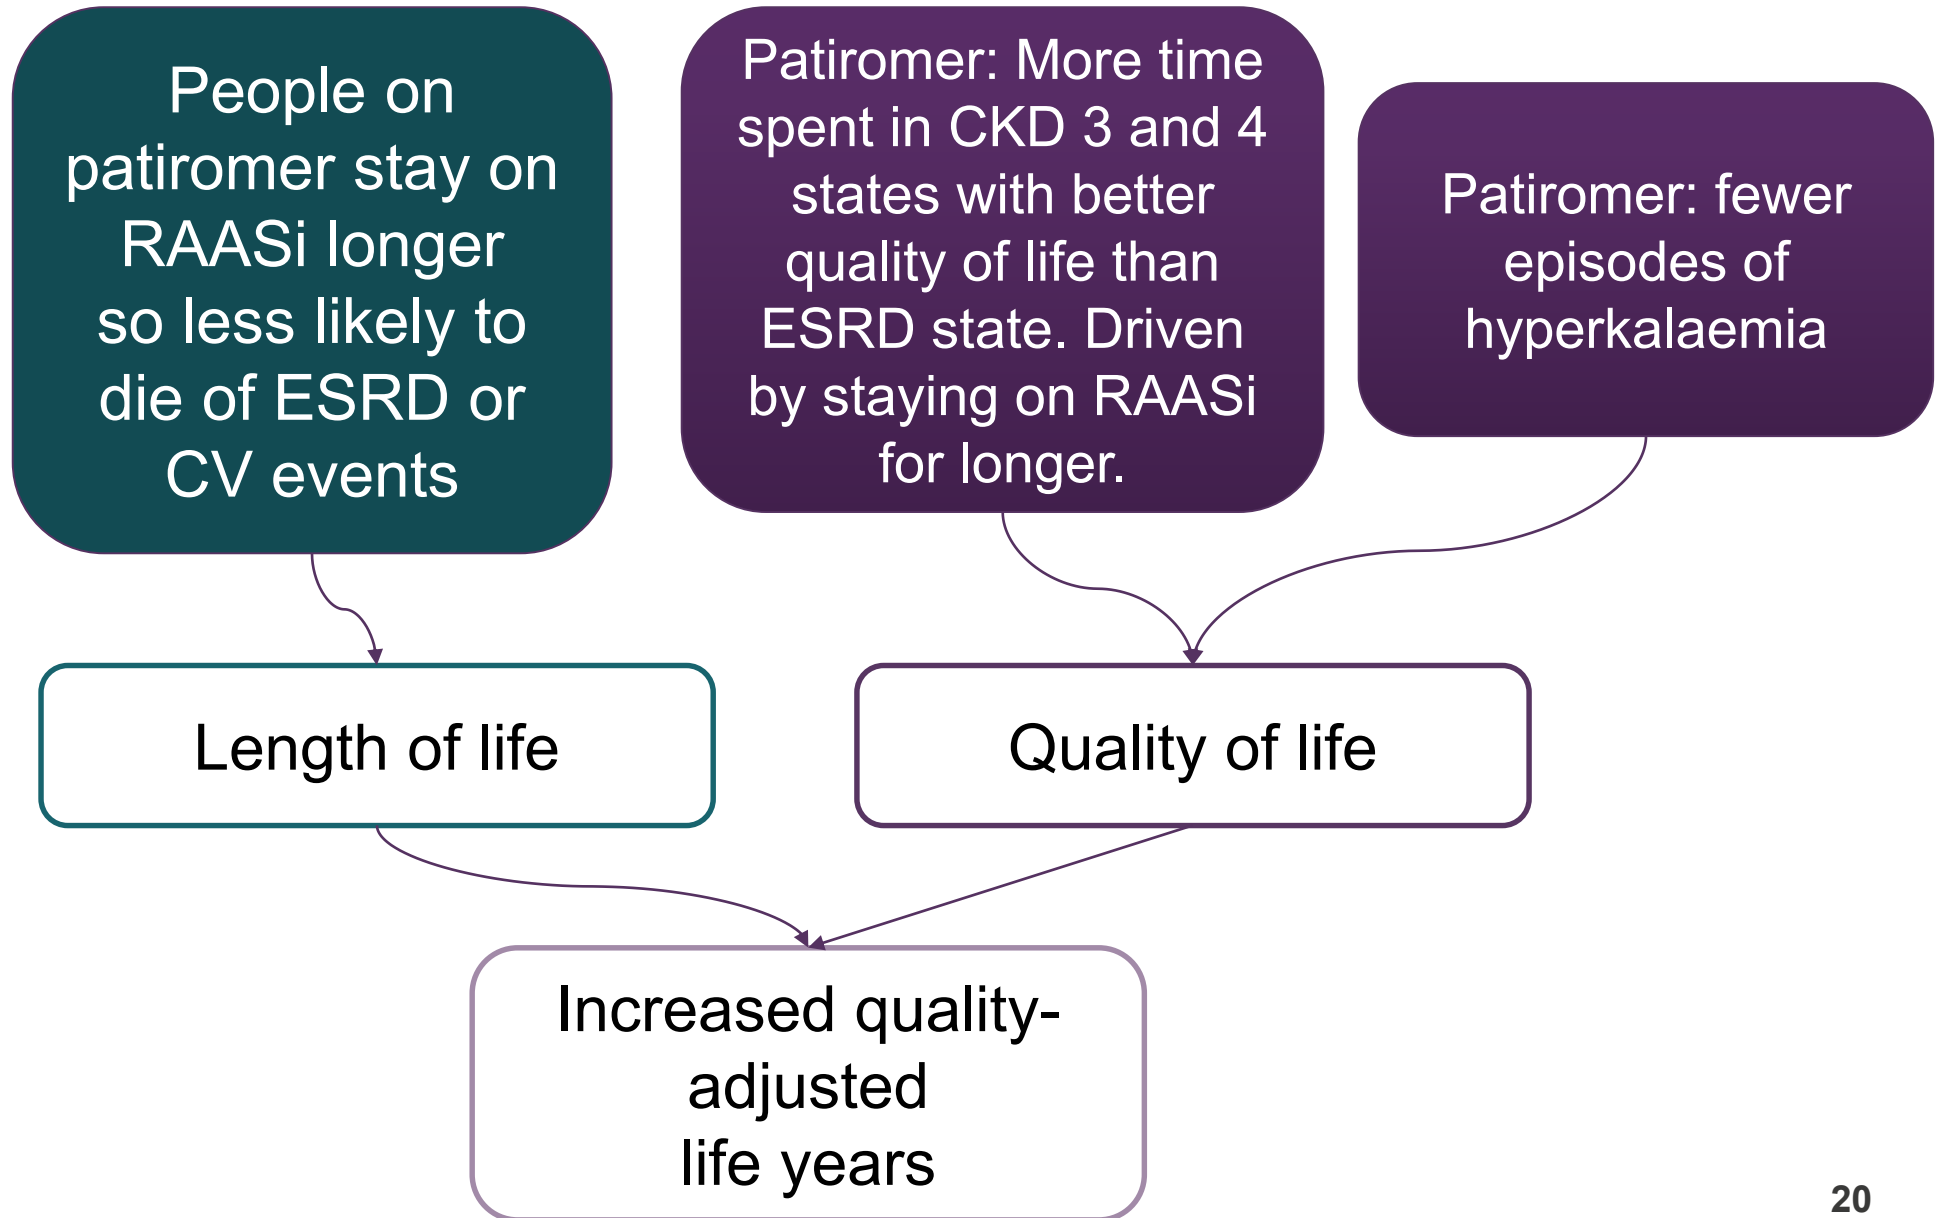 People on
patiromer stay on
RAASi longer
so less likely to
die of ESRD or
CV events
Patiromer: More time
spent in CKD 3 and 4
states with better
quality of life than
ESRD state. Driven
by staying on RAASi
for longer.
Patiromer: fewer
episodes of
hyperkalaemia
Length of life
Quality of life
Increased quality-
adjusted
life years
20